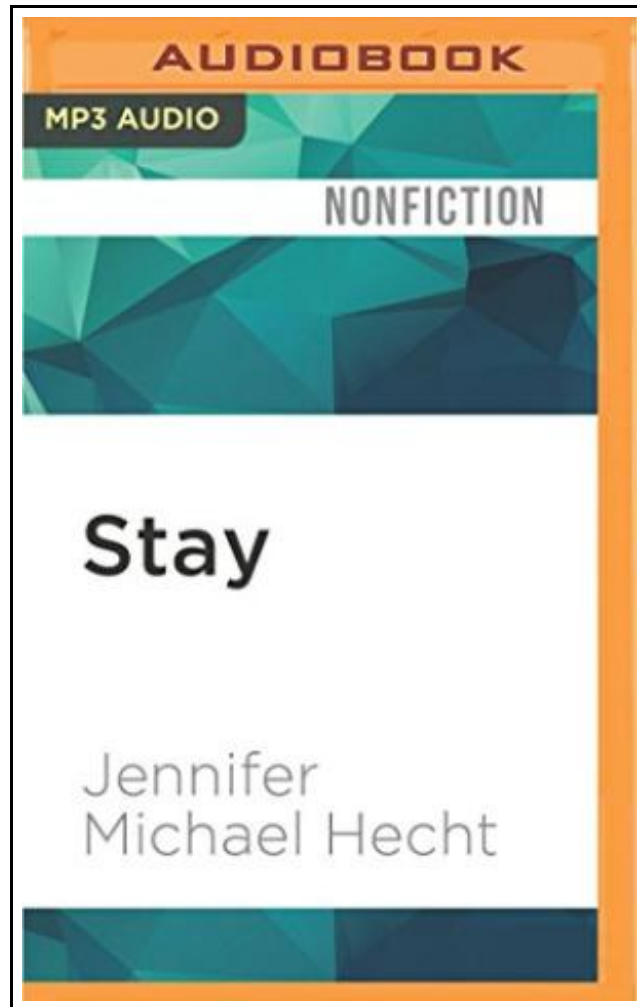 AUDIOBOOK
MP3 AUDIO
NONFICTION
Stay
Jennifer
Michael Hecht